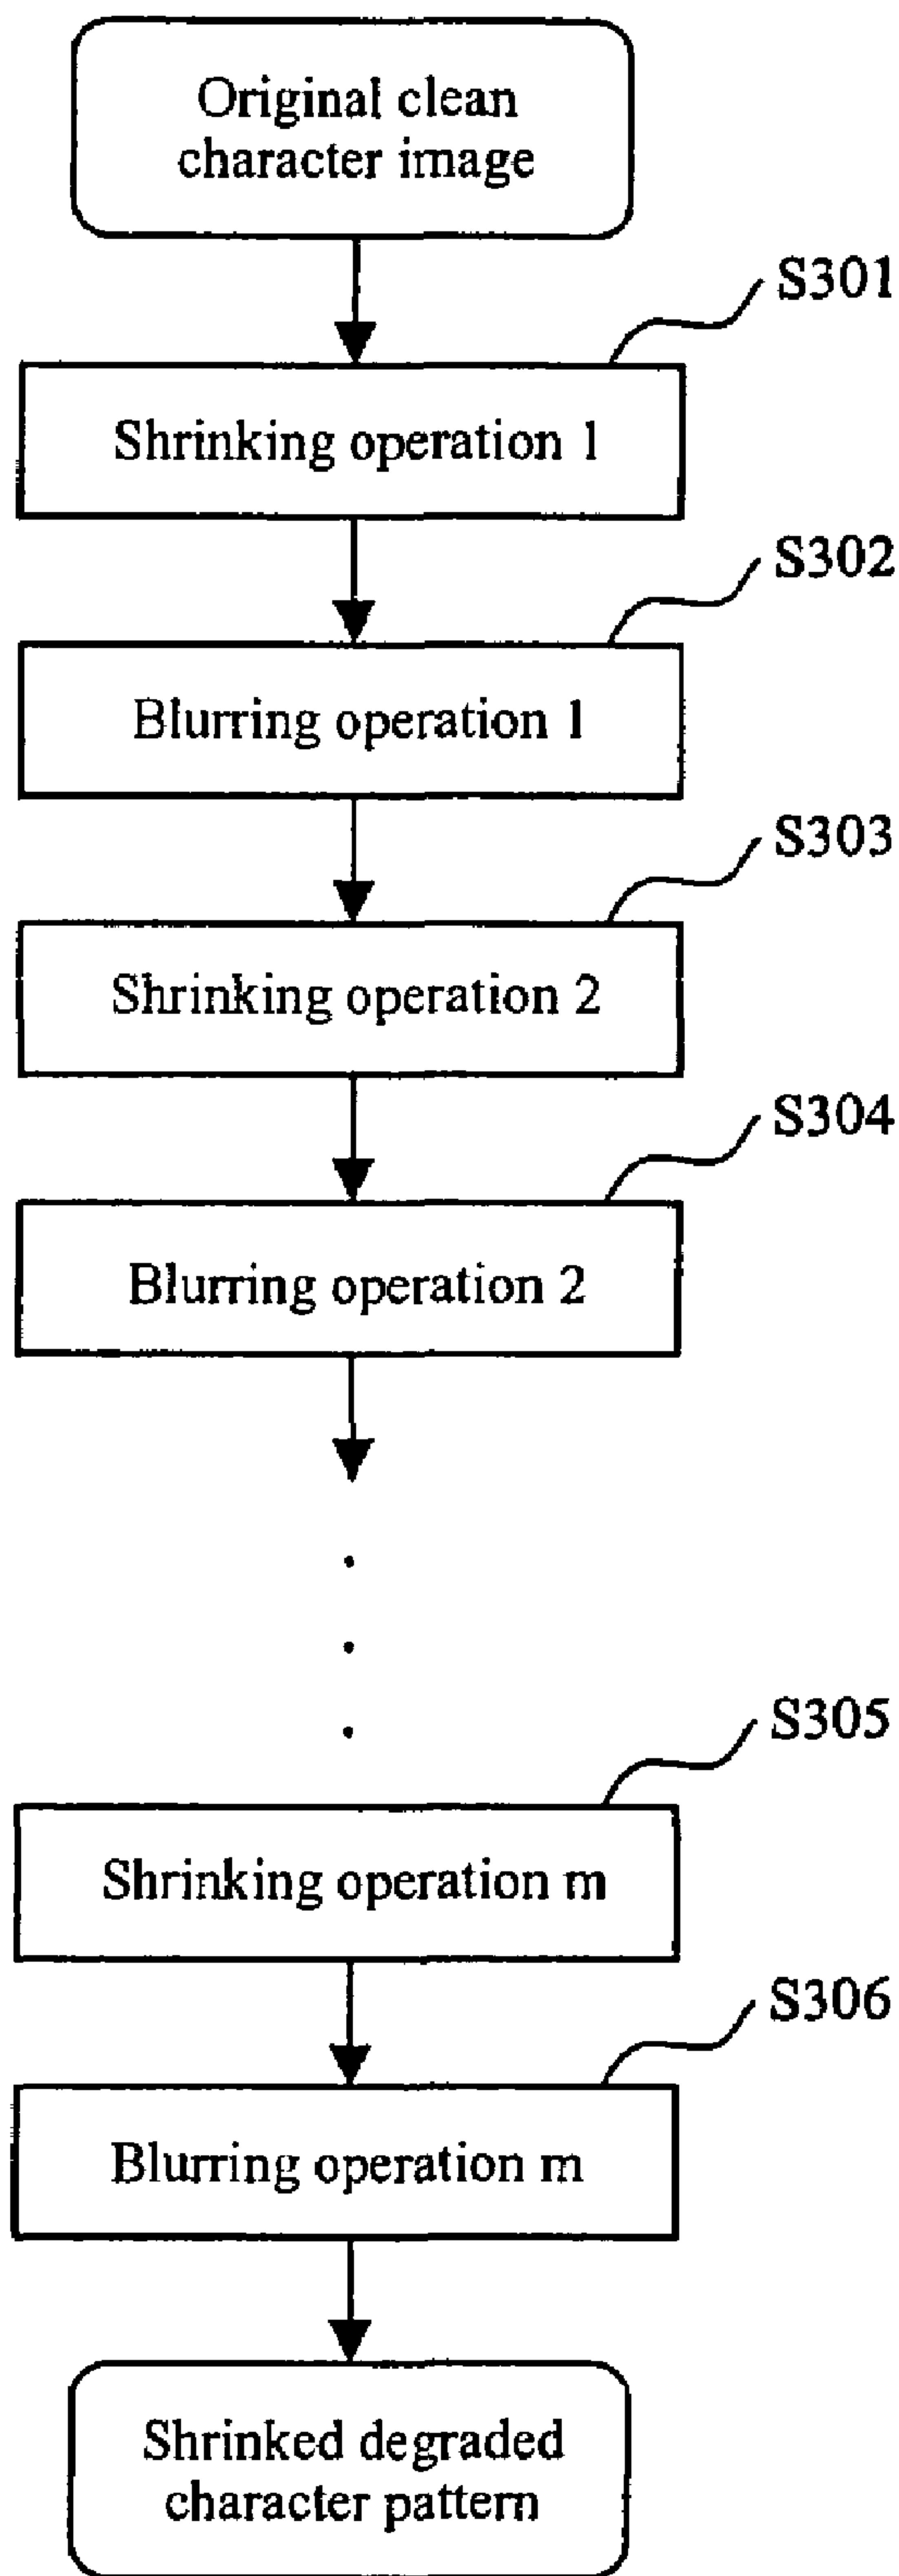 Original clean
character image
S301
Shrinking operation 1
S302
Blurring operation 1
S303
Shrinking operation 2
S304
Blurring operation 2
S305
Shrinking operation m
S306
Blurring operation m
Shrinked degraded
character pattern